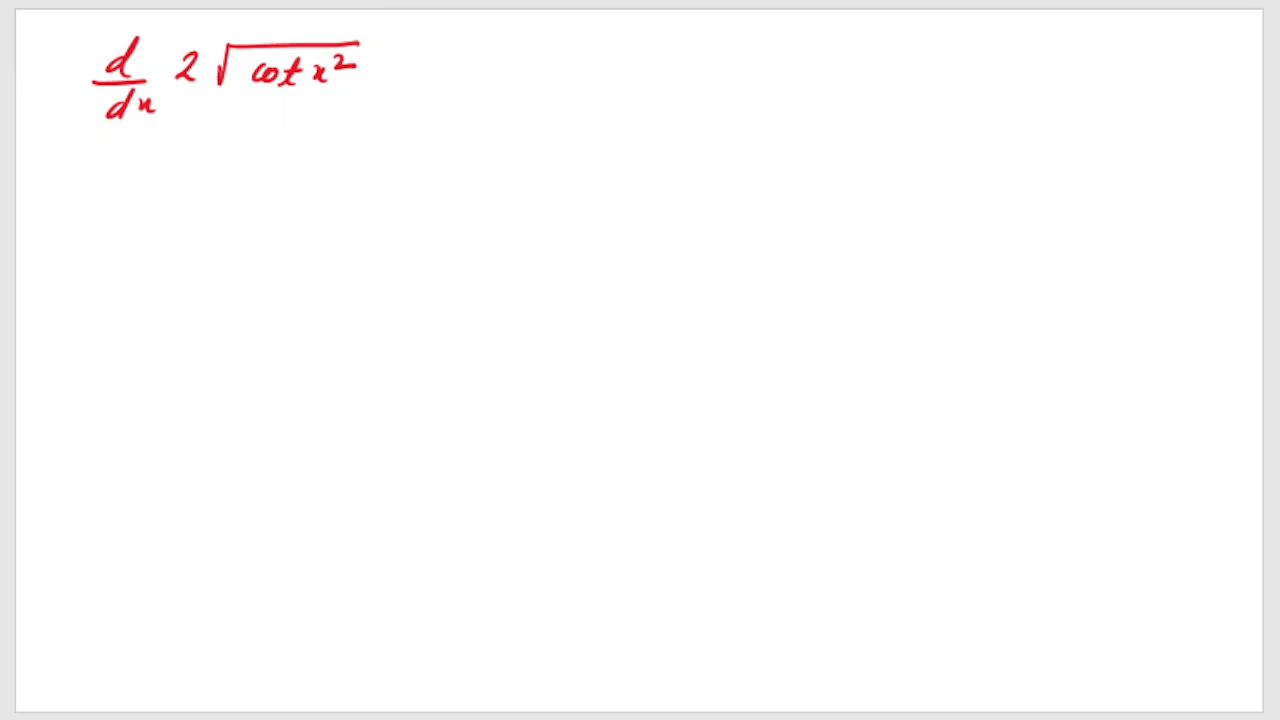 d/dx 2 √(cot x²)